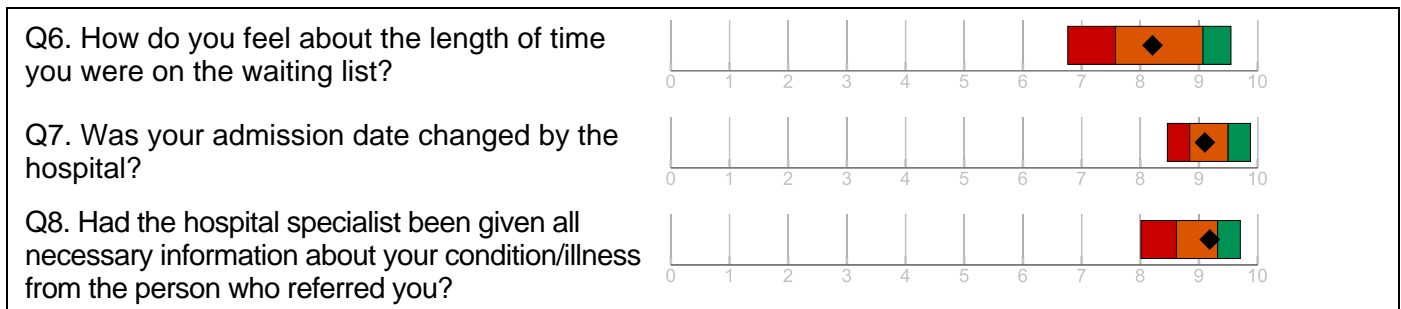 Q6. How do you feel about the length of time
you were on the waiting list?
0 1 2 3 4 5 6 7 8 9 10
Q7. Was your admission date changed by the
hospital?
0 1 2 3 4 5 6 7 8 9 10
Q8. Had the hospital specialist been given all
necessary information about your condition/illness
from the person who referred you?
0 1 2 3 4 5 6 7 8 9 10